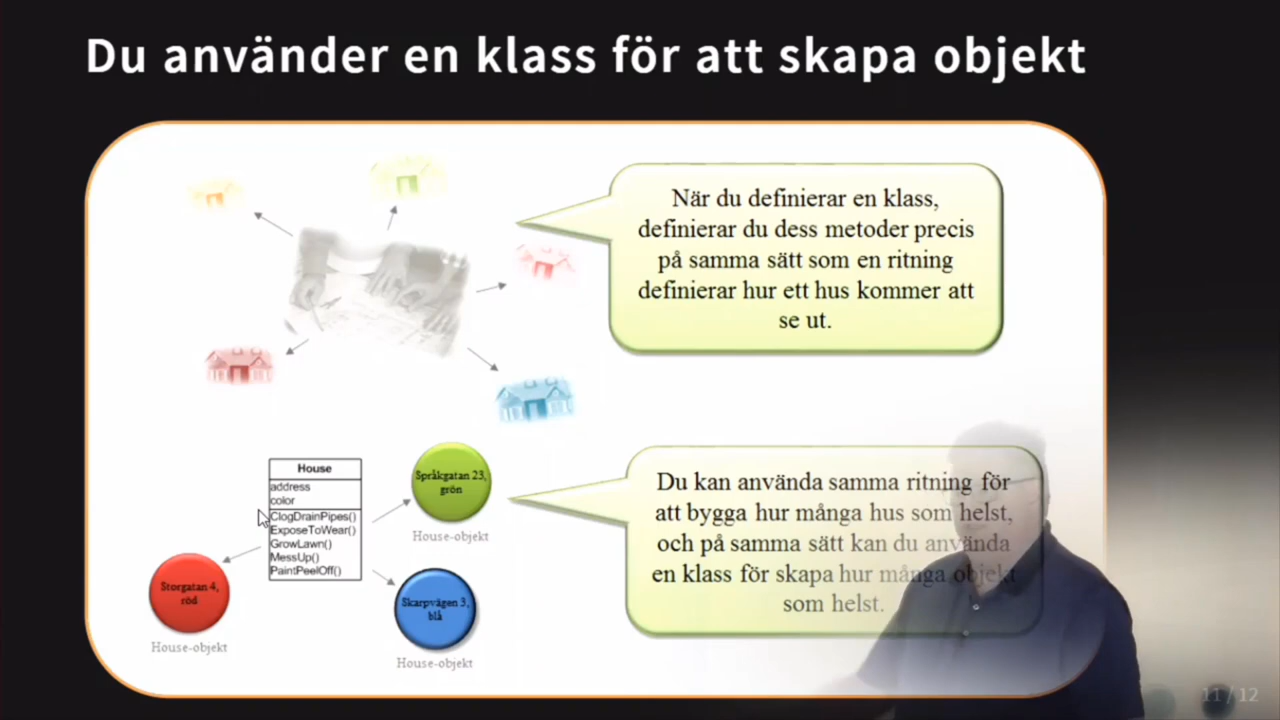 Du använder en klass för att skapa objekt
När du definierar en klass,
definierar du dess metoder precis
på samma sätt som en ritning
definierar hur ett hus kommer att
se ut.
House
address
color
ClogDrainPipes()
ExposeToWear()
GrowLawn()
MessUp()
PaintPeelOff()
Språkgatan 23,
grön
House-objekt
Storgatan 4,
röd
House-objekt
Skarpvägen 3,
blå
House-objekt
Du kan använda samma ritning för
att bygga hur många hus som helst,
och på samma sätt kan du använda
en klass för skapa hur många objekt
som helst.
11 / 12